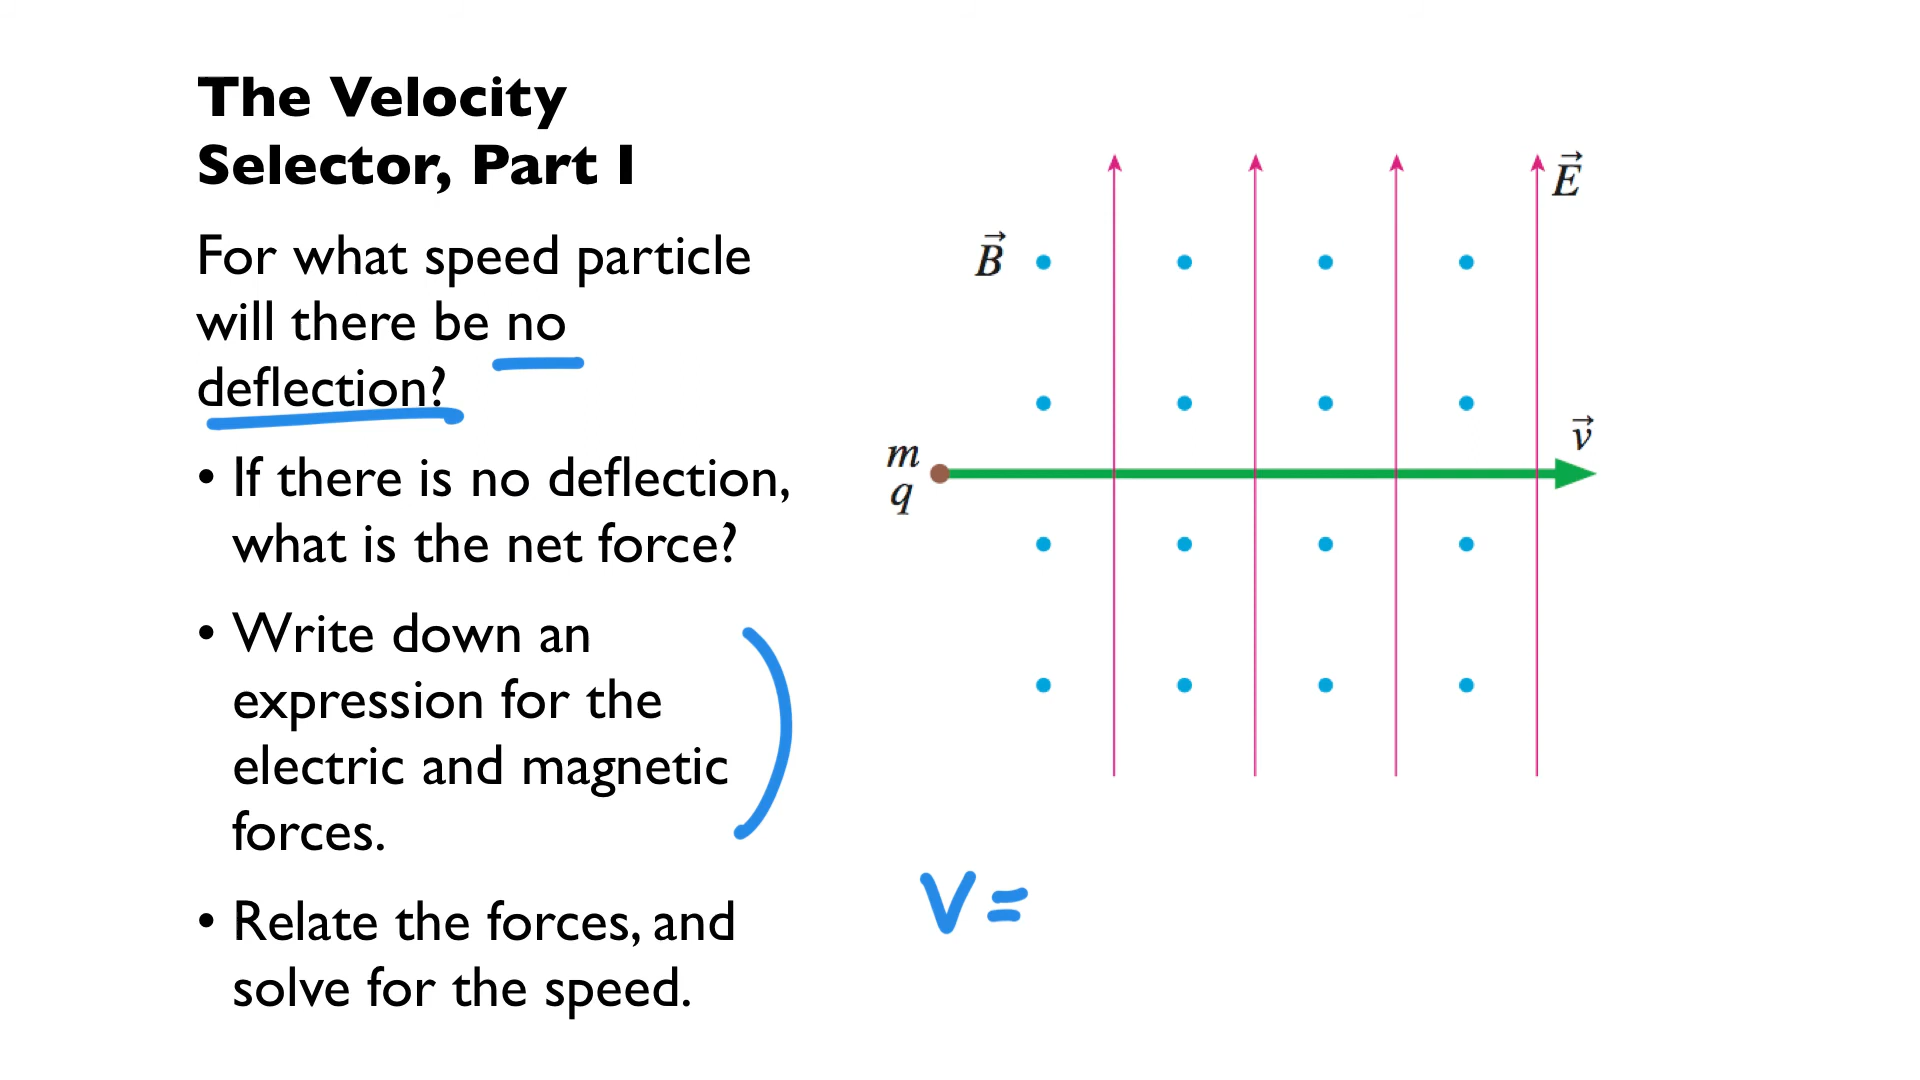 The Velocity
Selector, Part I
For what speed particle
will there be no
deflection?
• If there is no deflection,
what is the net force?
• Write down an
expression for the
electric and magnetic
forces.
• Relate the forces, and
solve for the speed.
E⃗
B⃗
v⃗
m
q
V =